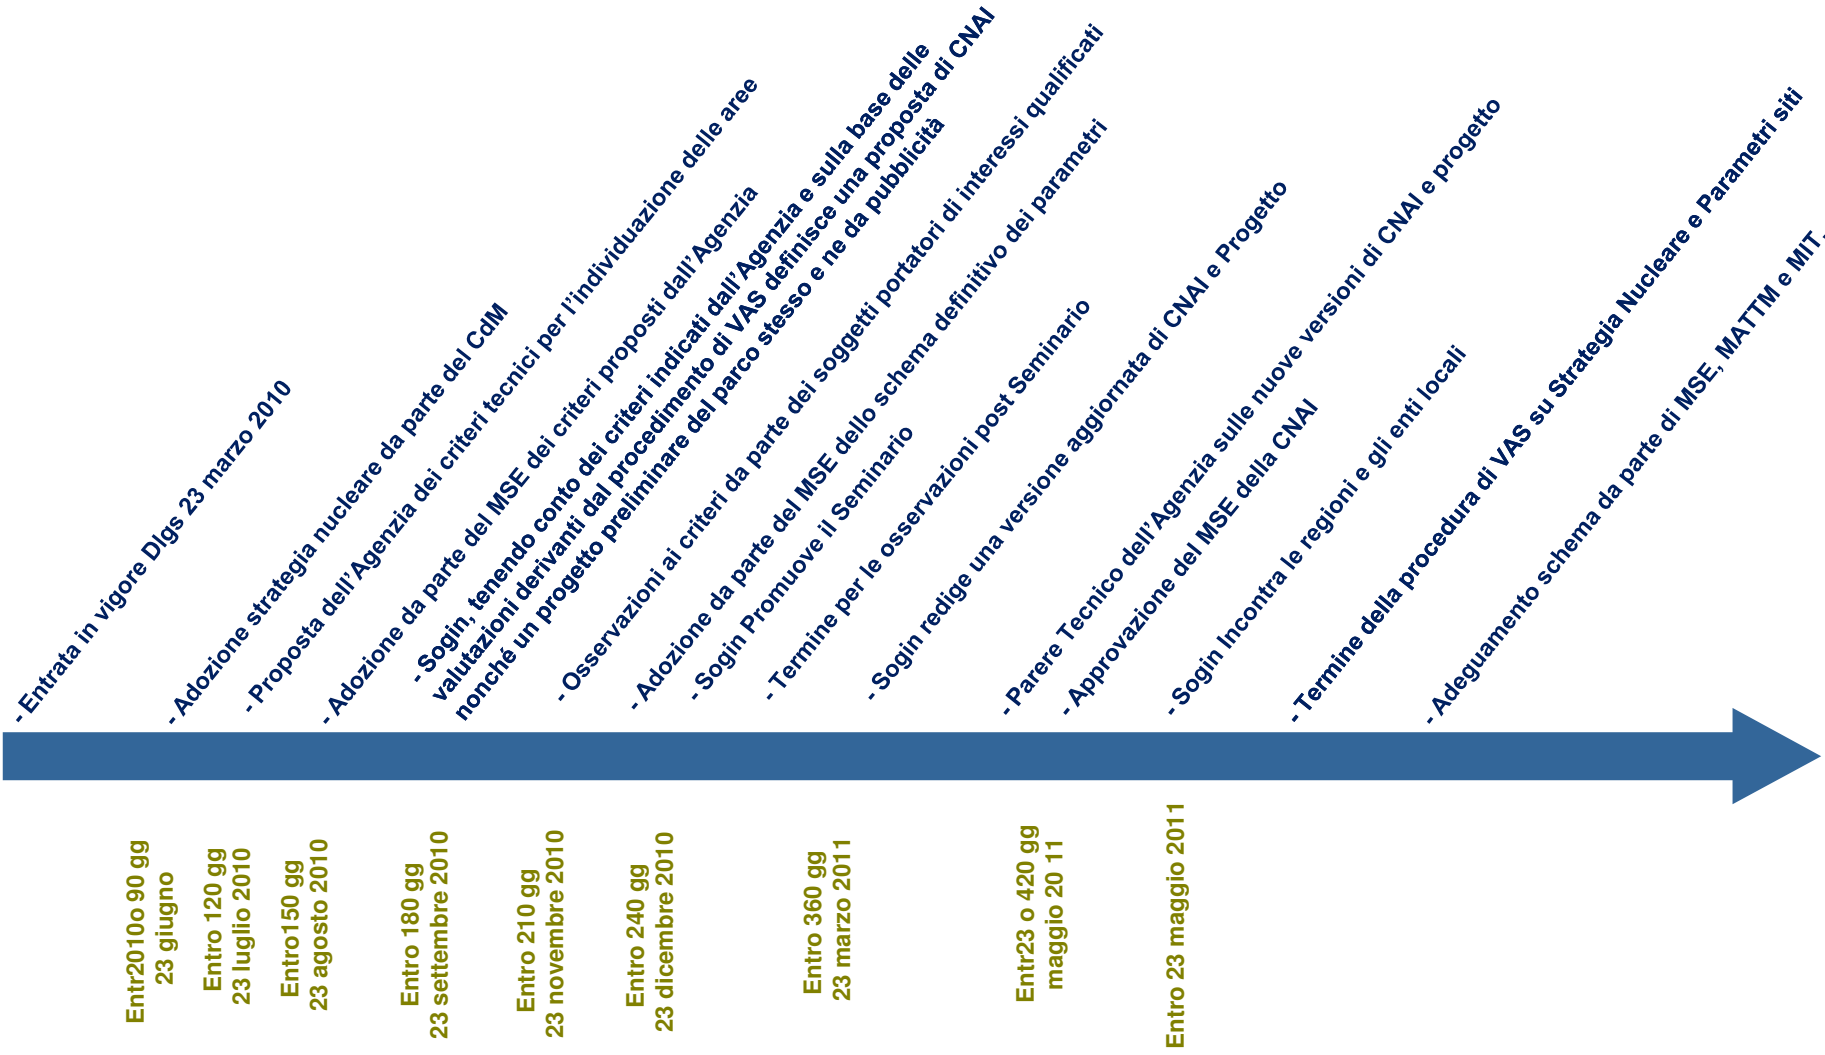 - Entrata in vigore Dlgs 23 marzo 2010
- Adozione strategia nucleare da parte del CdM
- Proposta dell'Agenzia dei criteri tecnici per l'individuazione delle aree
- Adozione da parte del MSE dei criteri proposti dall'Agenzia
- Sogin, tenendo conto dei criteri indicati dall'Agenzia e sulla base delle
valutazioni derivanti dal procedimento di VAS definisce una proposta di CNAI
nonché un progetto preliminare del parco stesso e ne da pubblicità
- Osservazioni ai criteri da parte dei soggetti portatori di interessi qualificati
- Adozione da parte del MSE dello schema definitivo dei parametri
- Sogin Promuove il Seminario
- Termine per le osservazioni post Seminario
- Sogin redige una versione aggiornata di CNAI e Progetto
- Parere Tecnico dell'Agenzia sulle nuove versioni di CNAI e progetto
- Approvazione del MSE della CNAI
- Sogin Incontra le regioni e gli enti locali
- Termine della procedura di VAS su Strategia Nucleare e Parametri siti
- Adeguamento schema da parte di MSE, MATTM e MIT.
Entr2010o 90 gg
23 giugno
Entro 120 gg
23 luglio 2010
Entro150 gg
23 agosto 2010
Entro 180 gg
23 settembre 2010
Entro 210 gg
23 novembre 2010
Entro 240 gg
23 dicembre 2010
Entro 360 gg
23 marzo 2011
Entr23 o 420 gg
maggio 20 11
Entro 23 maggio 2011